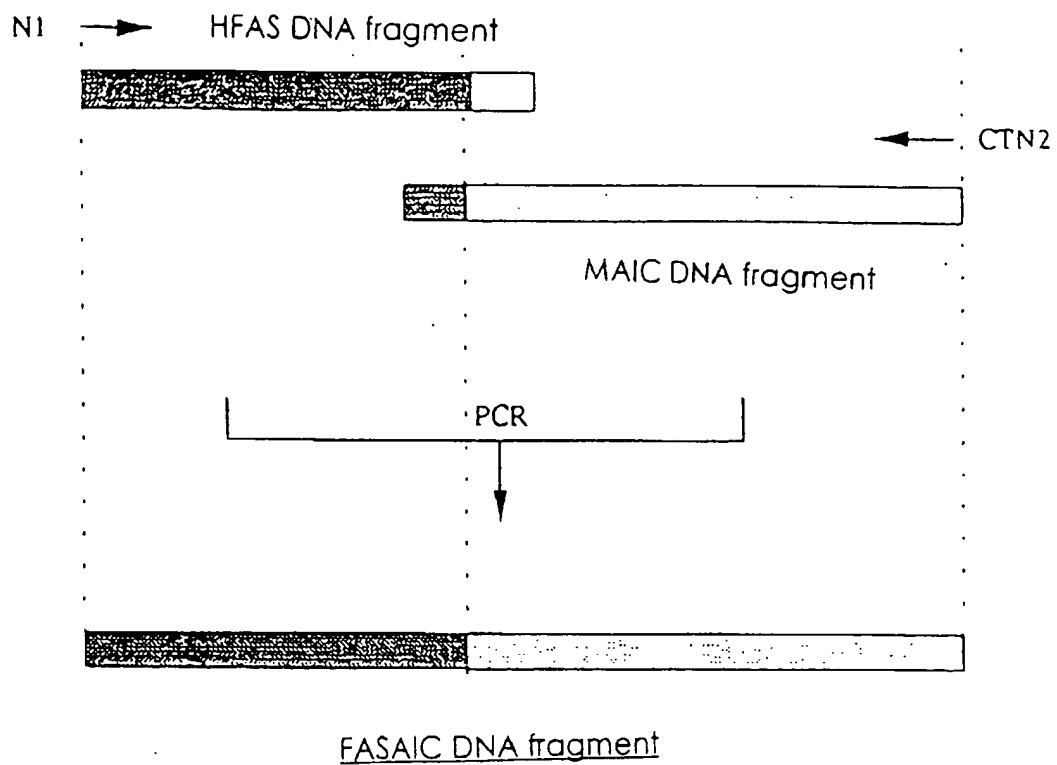 N1
HFAS DNA fragment
CTN2
MAIC DNA fragment
PCR
FASAIC DNA fragment